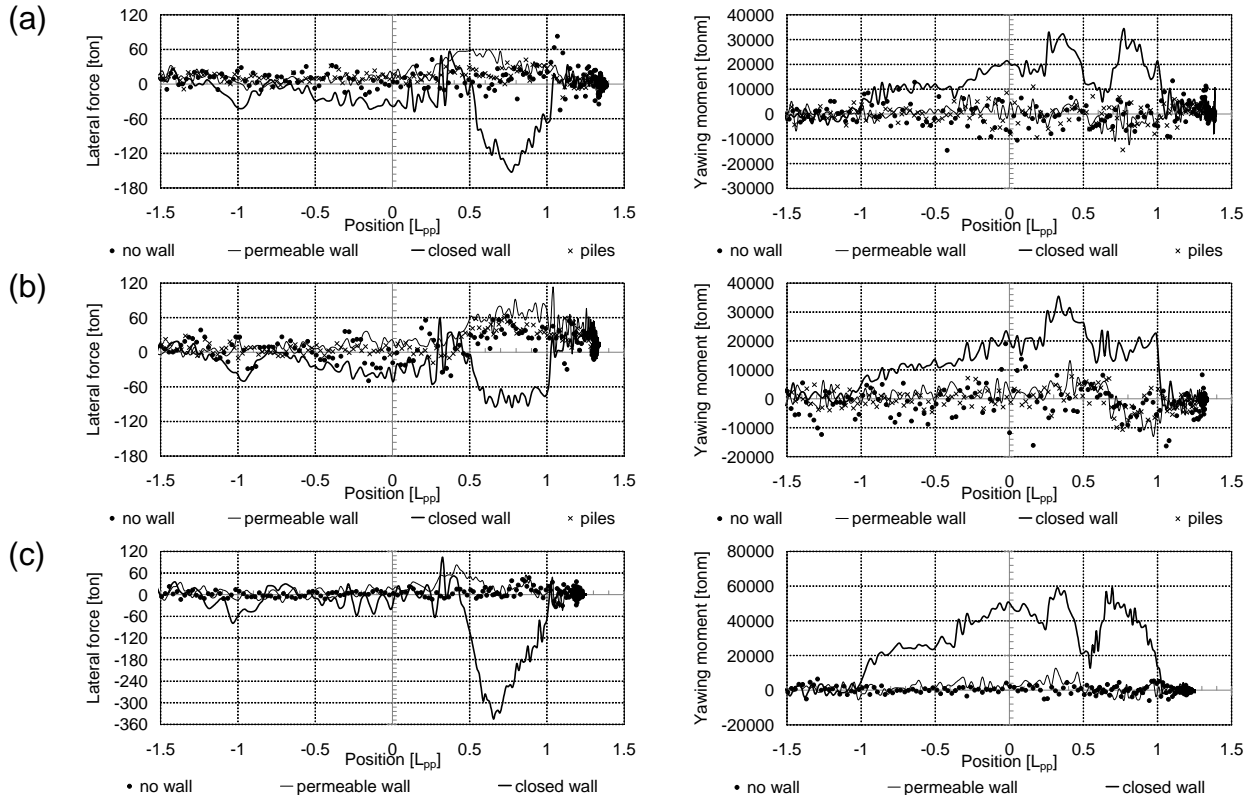 (a)
Lateral force [ton]
120
60
0
-60
-120
-180
-1.5 -1 -0.5 0 0.5 1 1.5
Position [Lpp]
no wall permeable wall closed wall piles
Yawing moment [tonm]
40000
30000
20000
10000
0
-10000
-20000
-30000
-1.5 -1 -0.5 0 0.5 1 1.5
Position [Lpp]
no wall permeable wall closed wall piles
(b)
Lateral force [ton]
120
60
0
-60
-120
-180
-1.5 -1 -0.5 0 0.5 1 1.5
Position [Lpp]
no wall permeable wall closed wall piles
Yawing moment [tonm]
40000
30000
20000
10000
0
-10000
-20000
-1.5 -1 -0.5 0 0.5 1 1.5
Position [Lpp]
no wall permeable wall closed wall piles
(c)
Lateral force [ton]
120
60
0
-60
-120
-180
-240
-300
-360
-1.5 -1 -0.5 0 0.5 1 1.5
Position [Lpp]
no wall permeable wall closed wall
Yawing moment [tonm]
80000
60000
40000
20000
0
-20000
-1.5 -1 -0.5 0 0.5 1 1.5
Position [Lpp]
no wall permeable wall closed wall